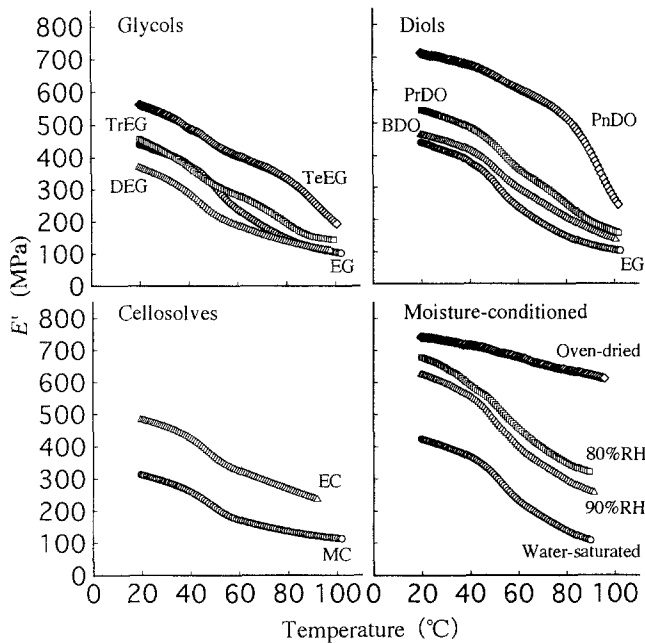 Glycols
Diols
800
700
600
500
400
300
200
100
0
TrEG
DEG
TeEG
EG
PrDO
BDO
PnDO
EG
E' (MPa)
Cellosolves
Moisture-conditioned
800
700
600
500
400
300
200
100
0
EC
MC
Oven-dried
80%RH
90%RH
Water-saturated
0 20 40 60 80 100 0 20 40 60 80 100
Temperature (℃)